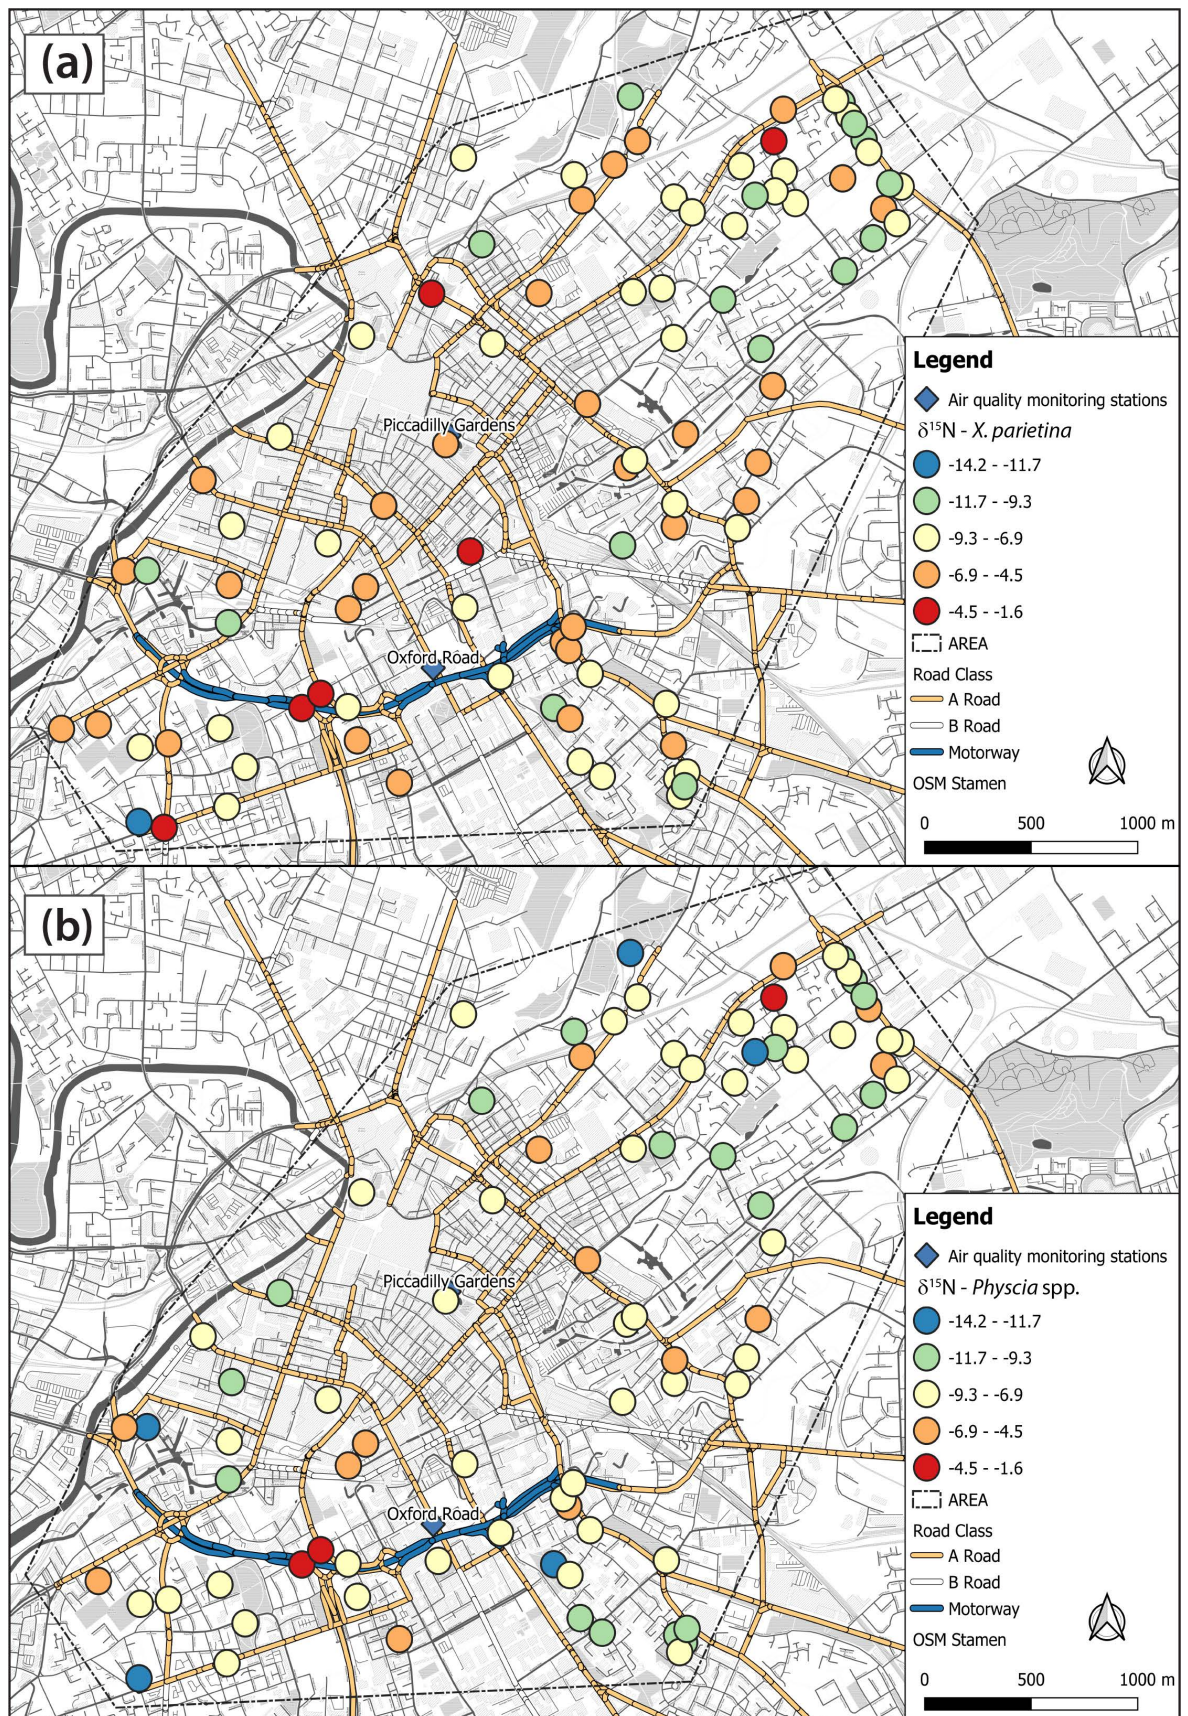 (a)
Piccadilly Gardens
Oxford Road
Legend
Air quality monitoring stations
δ¹⁵N - X. parietina
-14.2 - -11.7
-11.7 - -9.3
-9.3 - -6.9
-6.9 - -4.5
-4.5 - -1.6
AREA
Road Class
A Road
B Road
Motorway
OSM Stamen
0 500 1000 m
(b)
Piccadilly Gardens
Oxford Road
Legend
Air quality monitoring stations
δ¹⁵N - Physcia spp.
-14.2 - -11.7
-11.7 - -9.3
-9.3 - -6.9
-6.9 - -4.5
-4.5 - -1.6
AREA
Road Class
A Road
B Road
Motorway
OSM Stamen
0 500 1000 m